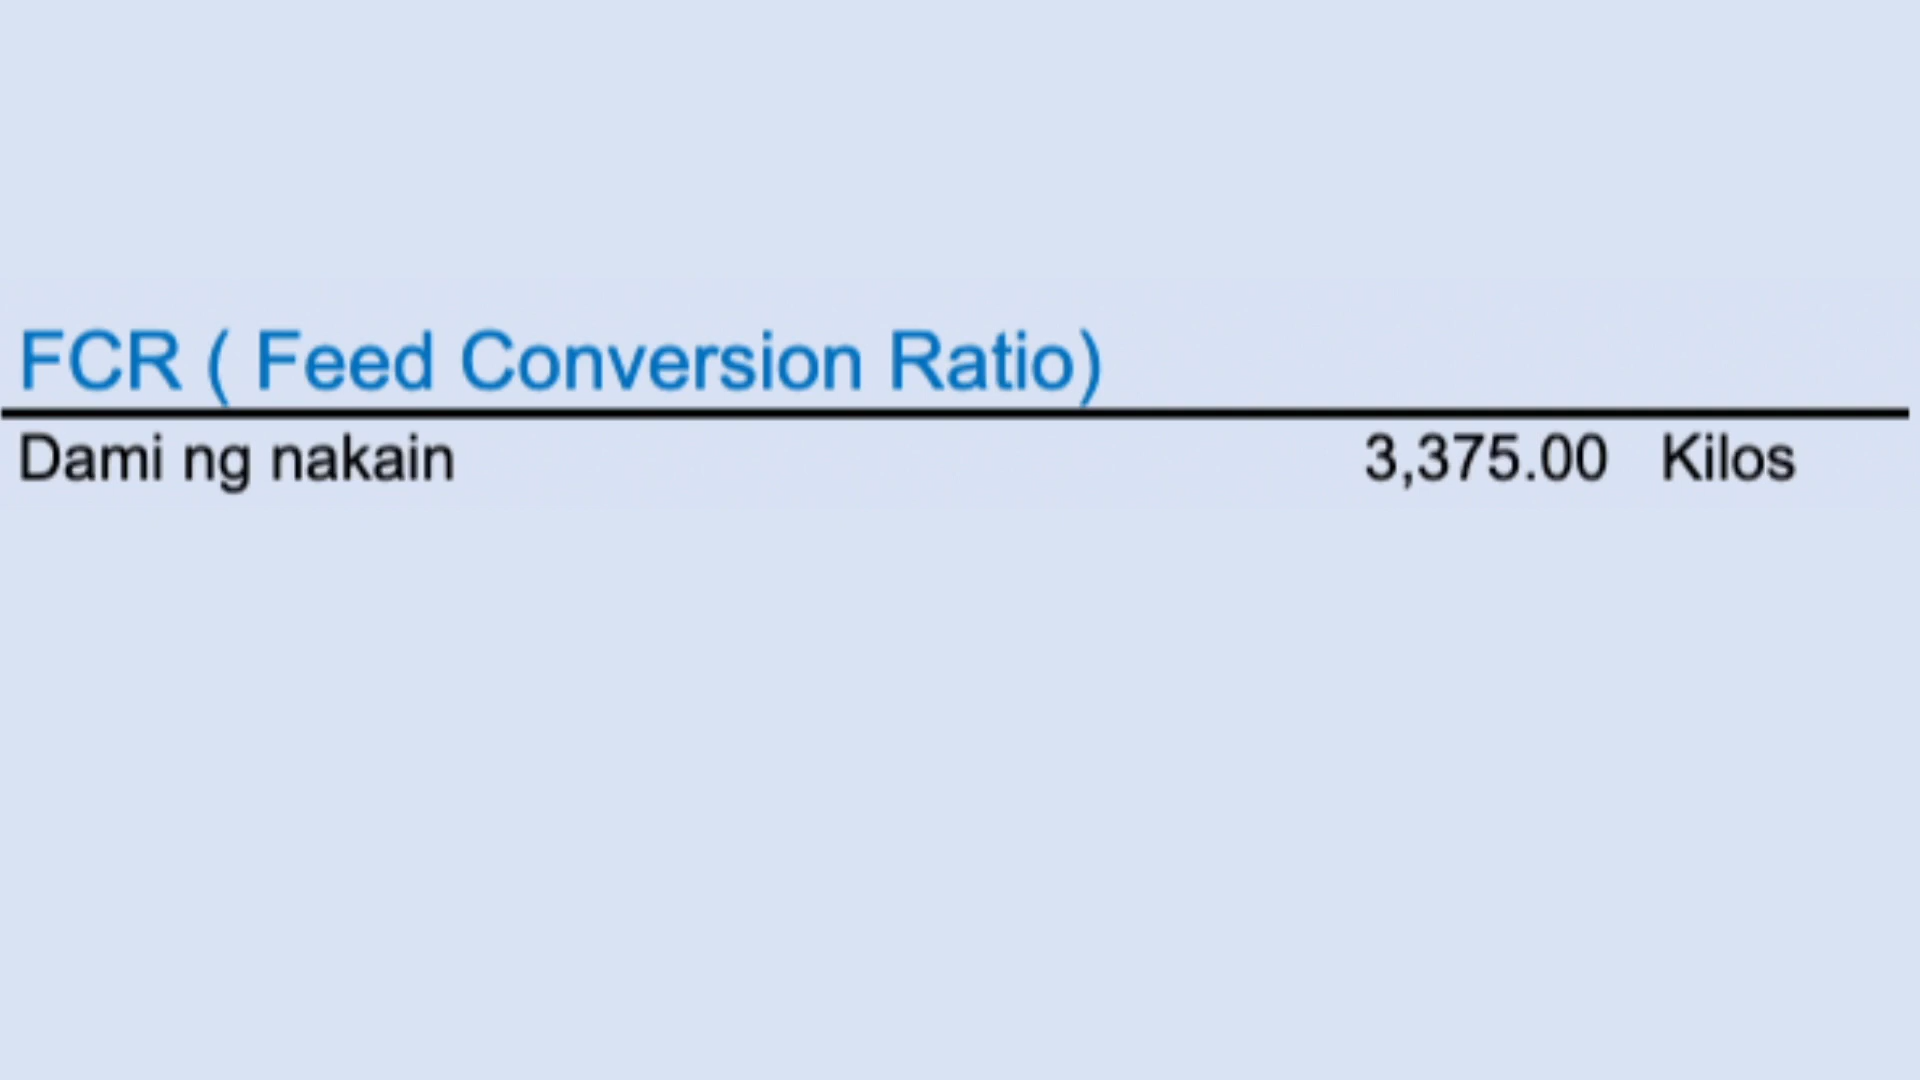 FCR ( Feed Conversion Ratio)
Dami ng nakain 3,375.00 Kilos